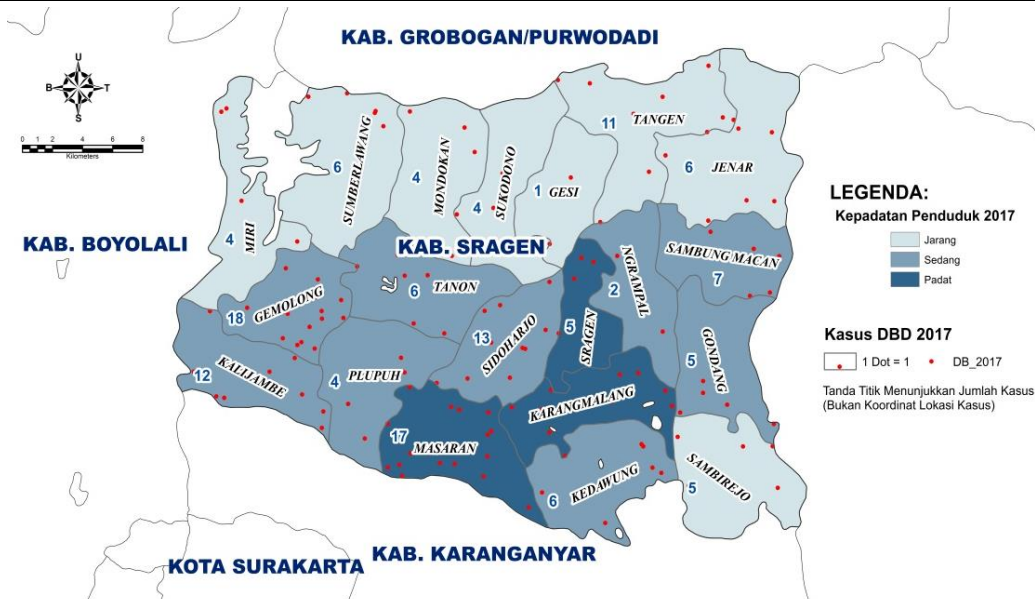 KAB. GROBOGAN/PURWODADI
U
B
T
S
0 1 2 4 6 8
Kilometers
11
TANGEN
6
SUMBERLAWANG
4
MONDOKAN
4
SUKODONO
1
GESI
6
JENAR
4
MIRI
KAB. BOYOLALI
KAB. SRAGEN
SAMBUNG MACAN
7
NGRAMPAL
2
6
TANON
18
GEMOLONG
13
SIDOHARJO
5
SRAGEN
5
GONDANG
12
KALIJAMBE
4
PLUPUH
KARANGMALANG
17
MASARAN
6
KEDAWUNG
5
SAMBIREJO
KAB. KARANGANYAR
KOTA SURAKARTA
LEGENDA:
Kepadatan Penduduk 2017
Jarang
Sedang
Padat
Kasus DBD 2017
1 Dot = 1 DB_2017
Tanda Titik Menunjukkan Jumlah Kasus
(Bukan Koordinat Lokasi Kasus)